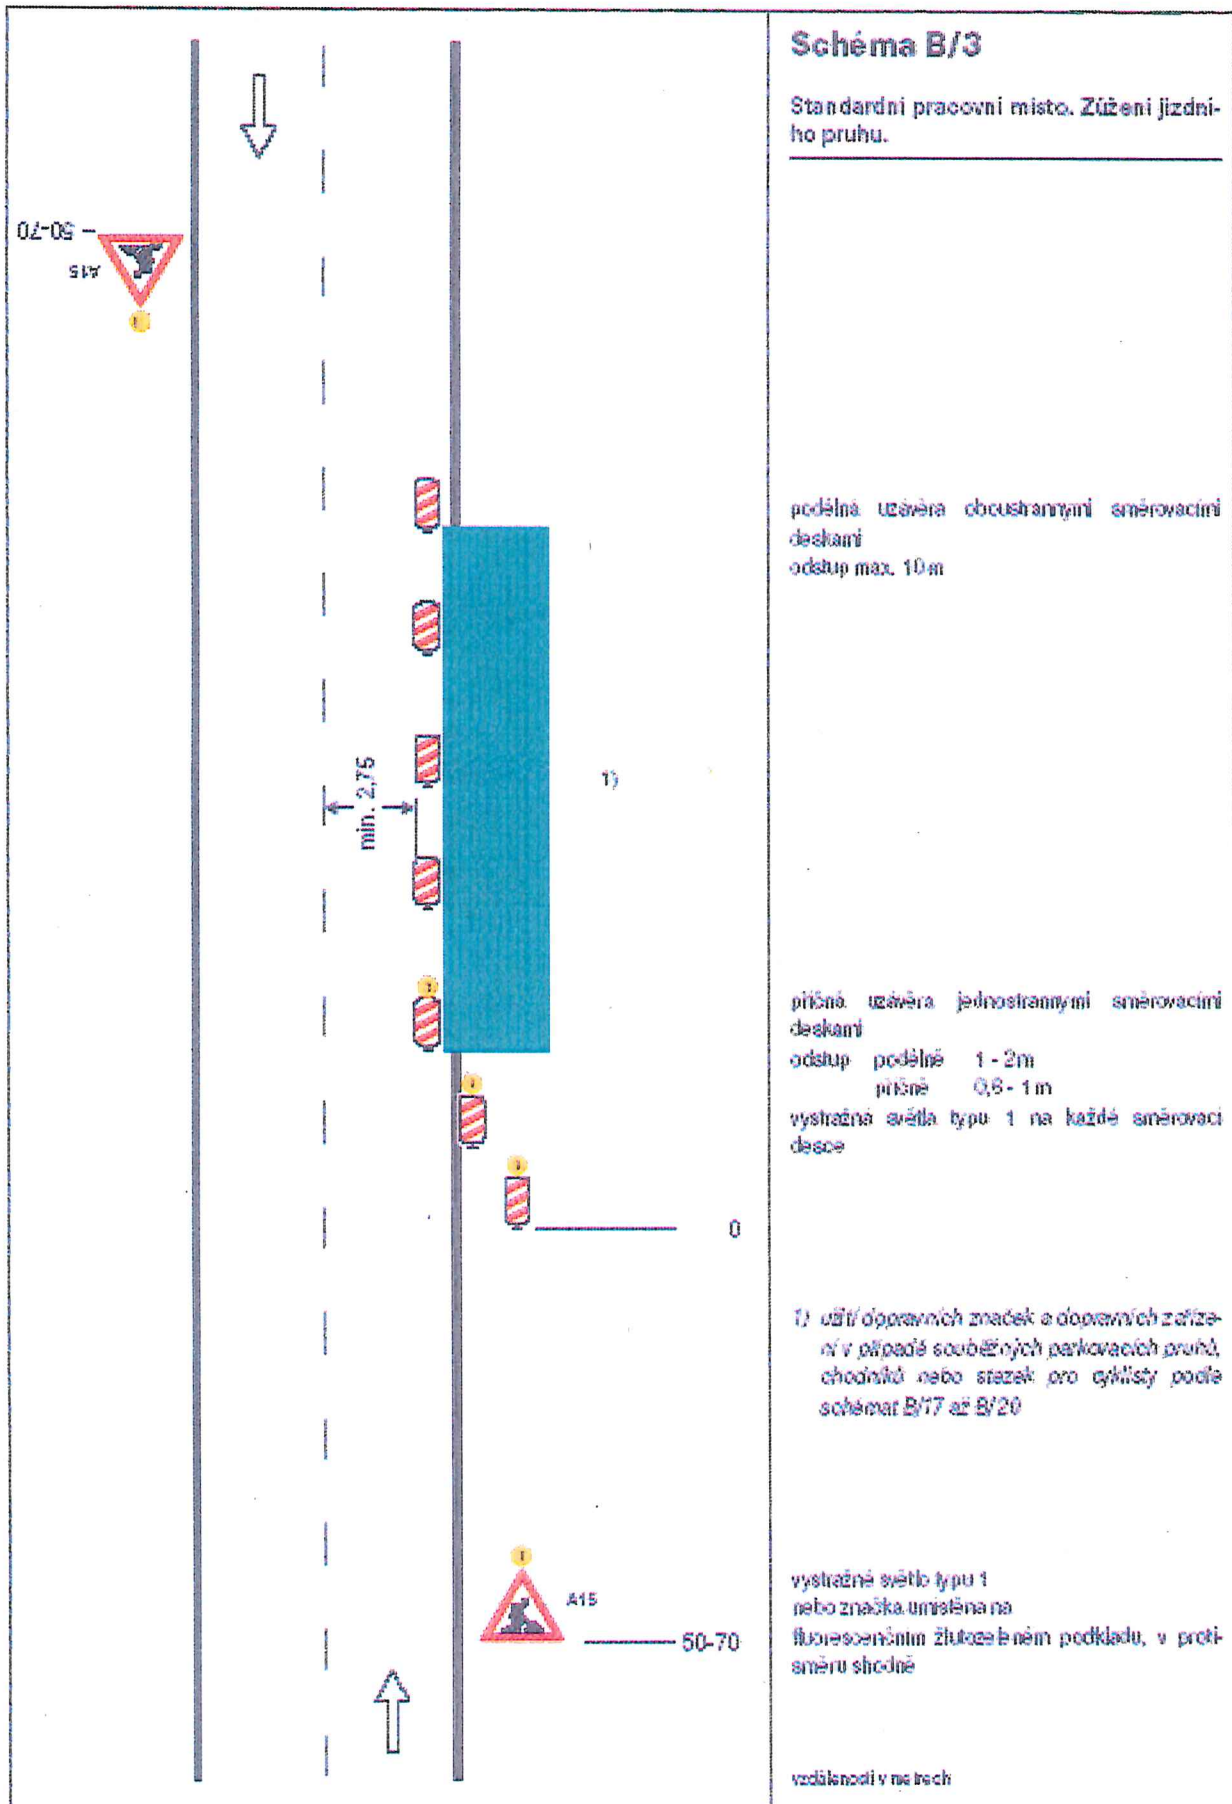 Schéma B/3
Standardní pracovní místo. Zúžení jízdní-
ho pruhu.
50-70
A15
podélná uzávěra oboustrannými směrovacími
deskami
odstup max. 10 m
min. 2,75
1)
příčná uzávěra jednostrannými směrovacími
deskami
odstup podélně 1 - 2m
příčně 0,6 - 1m
výstražná světla typu 1 na každé směrovací
desce
0
1) užití dopravních značek a dopravních zaříze-
ní v případě souběžných parkovacích pruhů,
chodníků nebo stezek pro cyklisty podle
schémat B/17 až B/20
A15
50-70
výstražné světlo typu 1
nebo značka umístěna na
fluorescenčním žlutozeleném podkladu, v proti-
směru shodně
vzdálenosti v metrech